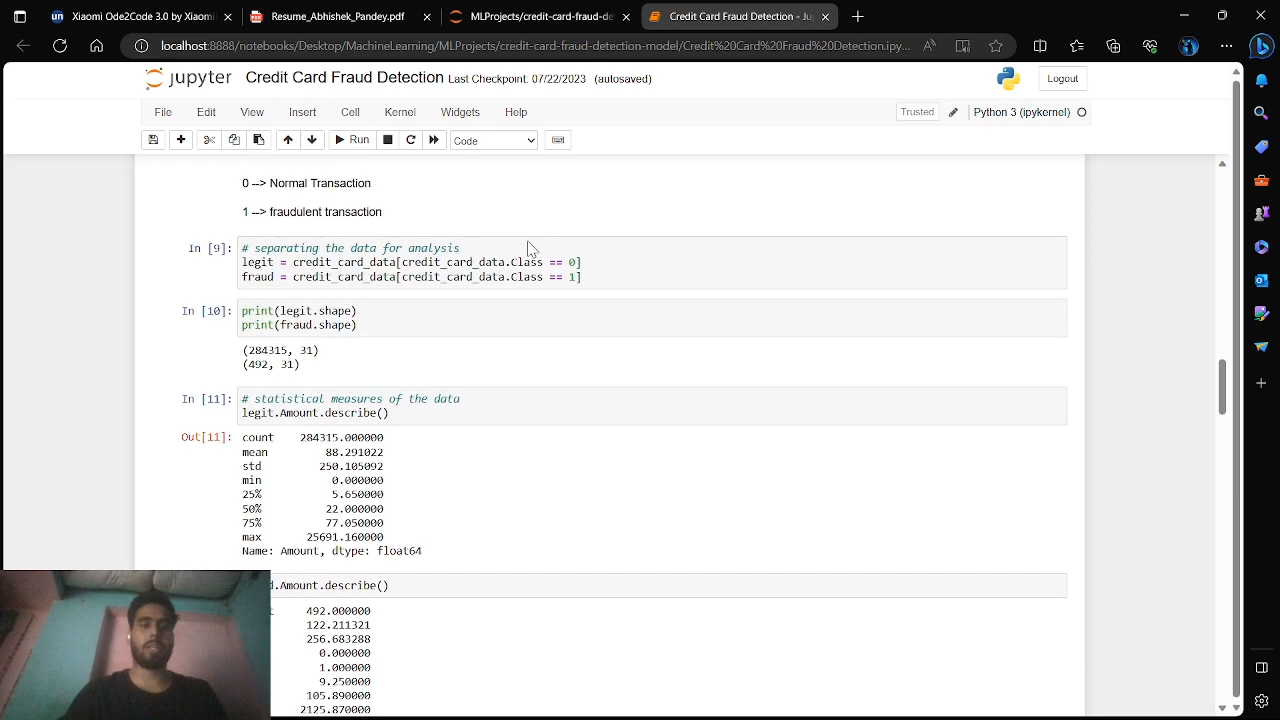 Xiaomi Ode2Code 3.0 by Xiaomi
Resume_Abhishek_Pandey.pdf
MLProjects/credit-card-fraud-de
Credit Card Fraud Detection - Ju
localhost:8888/notebooks/Desktop/MachineLearning/MLProjects/credit-card-fraud-detection-model/Credit%20Card%20Fraud%20Detection.ipy...
jupyter Credit Card Fraud Detection Last Checkpoint: 07/22/2023 (autosaved)
Logout
File Edit View Insert Cell Kernel Widgets Help
Trusted Python 3 (ipykernel)
Run Code
0 --> Normal Transaction
1 --> fraudulent transaction
In [9]: # separating the data for analysis
legit = credit_card_data[credit_card_data.Class == 0]
fraud = credit_card_data[credit_card_data.Class == 1]
In [10]: print(legit.shape)
print(fraud.shape)
(284315, 31)
(492, 31)
In [11]: # statistical measures of the data
legit.Amount.describe()
Out[11]: count 284315.000000
mean 88.291022
std 250.105092
min 0.000000
25% 5.650000
50% 22.000000
75% 77.050000
max 25691.160000
Name: Amount, dtype: float64
.Amount.describe()
492.000000
122.211321
256.683288
0.000000
1.000000
9.250000
105.890000
2125.870000